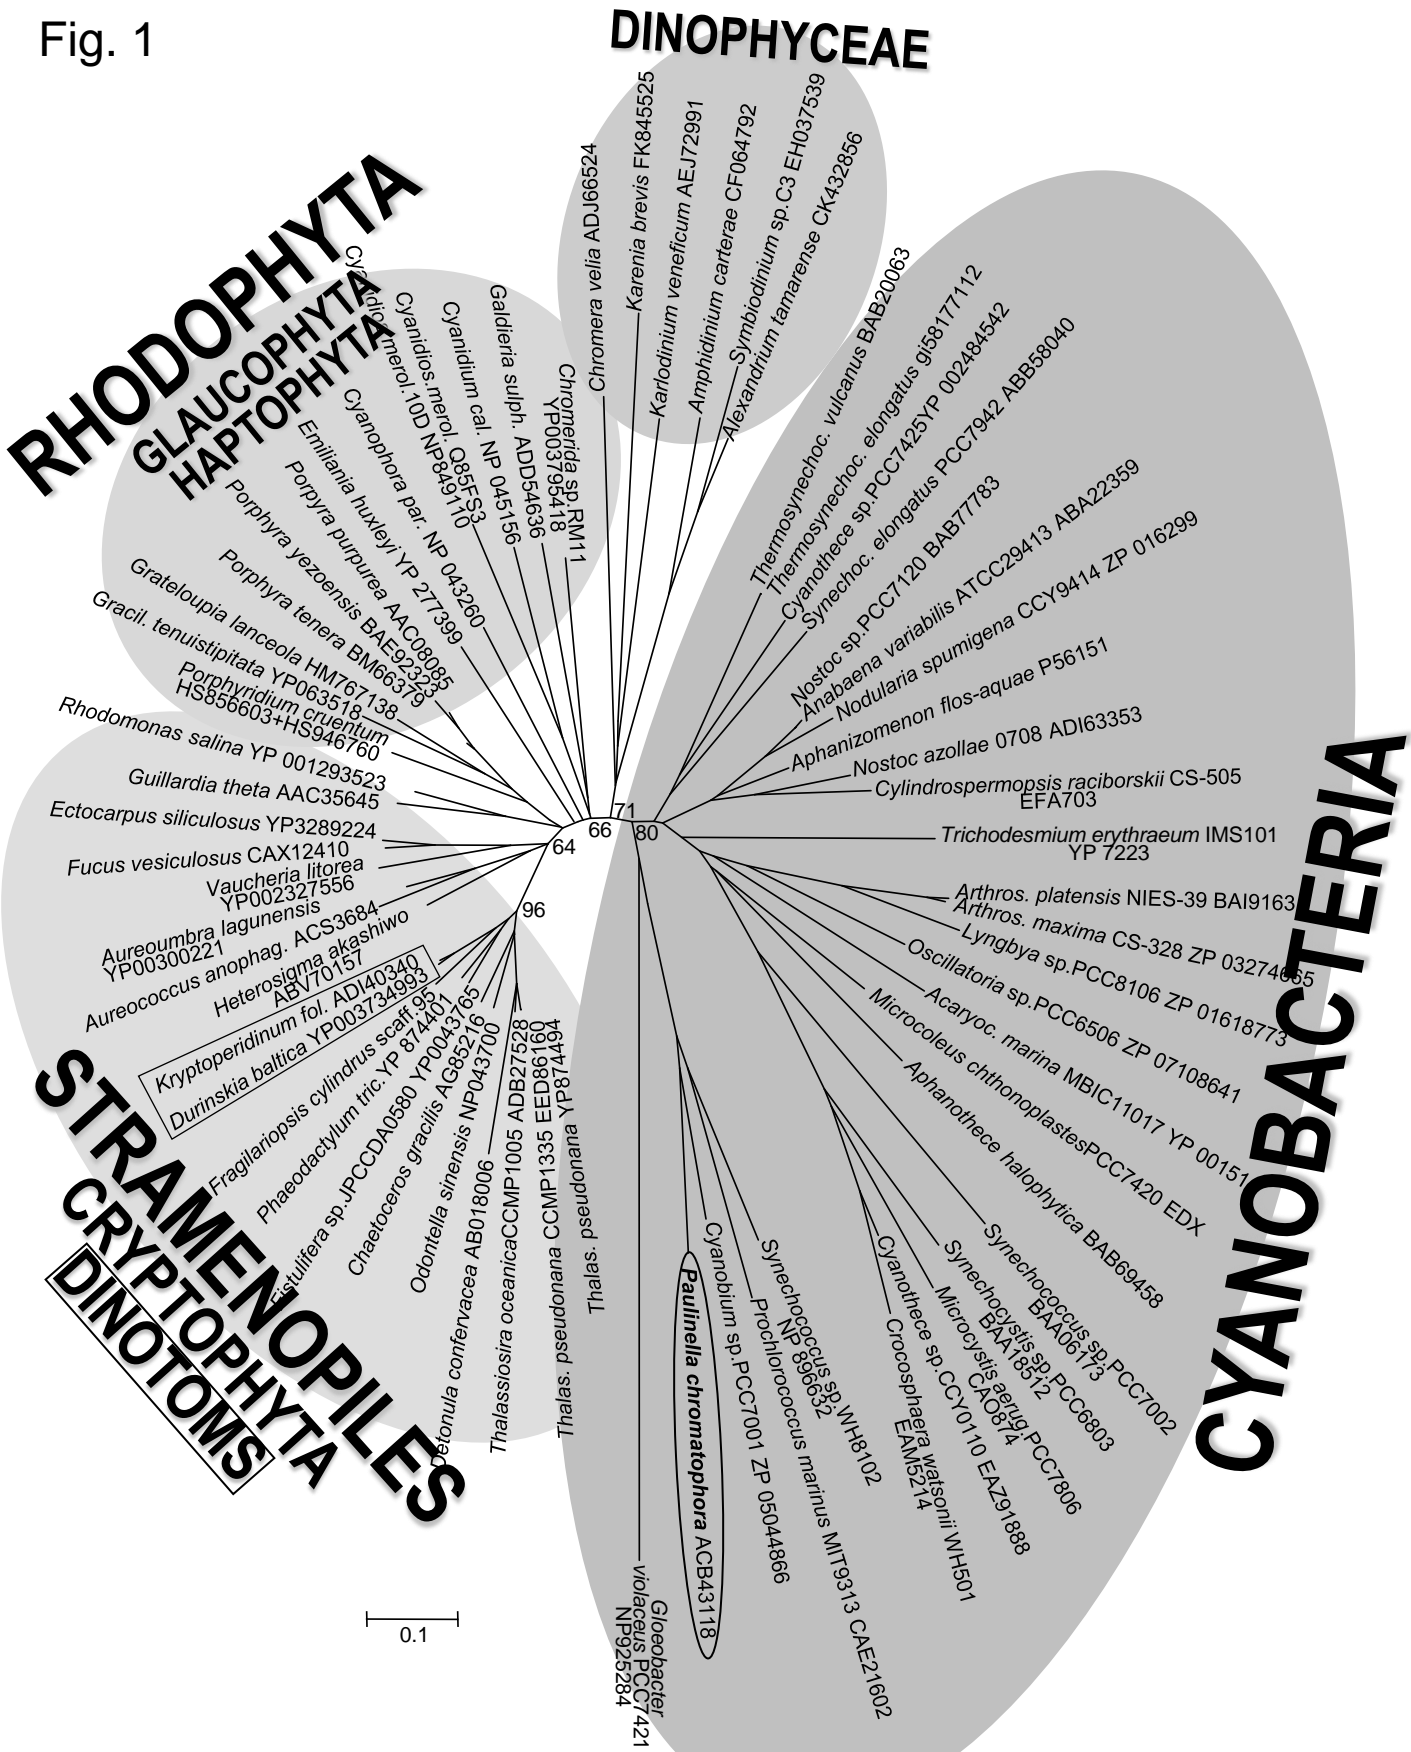 Fig. 1
DINOPHYCEAE
Chromera velia ADJ66524
Karenia brevis FK845525
Karlodinium veneficum AEJ72991
Amphidinium carterae CF064792
Symbiodinium sp.C3 EH037539
Alexandrium tamarense CK432856
RHODOPHYTA
GLAUCOPHYTA
HAPTOPHYTA
Cyanidios.merol.10D NP849110
Cyanidios.merol. Q85FS3
Cyanidium cal. NP 045156
Galdieria sulph. ADD54636
Chromerida sp.RM11
YP003795418
Cyanophora par. NP 043260
Emiliania huxleyi YP 277399
Porpyra purpurea AAC08085
Porphyra yezoensis BAE92323
Porphyra tenera BM66379
Grateloupia lanceola HM767138
Gracil. tenuistipitata YP063518
Porphyridium cruentum
HS856603+HS946760
Rhodomonas salina YP 001293523
Guillardia theta AAC35645
Ectocarpus siliculosus YP3289224
Fucus vesiculosus CAX12410
Vaucheria litorea
YP002327556
Aureoumbra lagunensis
YP00300221
Aureococcus anophag. ACS3684
Heterosigma akashiwo
ABV70157
Kryptoperidinum fol. ADI40340
Durinskia baltica YP003734993
Fragilariopsis cylindrus scaff.95
Phaeodactylum tric.YP 874401
Fistulifera sp.JPCCDA0580 YP0043765
Chaetoceros gracilis AG85216
Odontella sinensis NP043700
Detonula confervacea AB018006
Thalassiosira oceanicaCCMP1005 ADB27528
Thalas. pseudonana CCMP1335 EED86160
Thalas. pseudonana YP874494
STRAMENOPILES
CRYPTOPHYTA
DINOTOMS
71
80
66
64
96
Thermosynechoc. vulcanus BAB20063
Thermosynechoc. elongatus gi58177112
Cyanothece sp.PCC7425YP 002484542
Synechoc. elongatus PCC7942 ABB58040
Nostoc sp.PCC7120 BAB77783
Anabaena variabilis ATCC29413 ABA22359
Nodularia spumigena CCY9414 ZP 016299
Aphanizomenon flos-aquae P56151
Nostoc azollae 0708 ADI63353
Cylindrospermopsis raciborskii CS-505
EFA703
Trichodesmium erythraeum IMS101
YP 7223
Arthros. platensis NIES-39 BAI9163
Arthros. maxima CS-328 ZP 03274665
Lyngbya sp.PCC8106 ZP 01618773
Oscillatoria sp.PCC6506 ZP 07108641
Acaryoc. marina MBIC11017 YP 00151
Microcoleus chthonoplastesPCC7420 EDX
Aphanothece halophytica BAB69458
Synechococcus sp.PCC7002
BAA06173
Synechocystis sp.PCC6803
BAA18512
Microcystis aerug.PCC7806
CAO874
Cyanothece sp.CCY0110 EAZ91888
Crocosphaera watsonii WH501
EAM5214
Synechococcus sp.WH8102
NP 896632
Prochlorococcus marinus MIT9313 CAE21602
Cyanobium sp.PCC7001 ZP 05044866
Paulinella chromatophora ACB43118
Gloeobacter
violaceus PCC7421
NP925284
CYANOBACTERIA
0.1